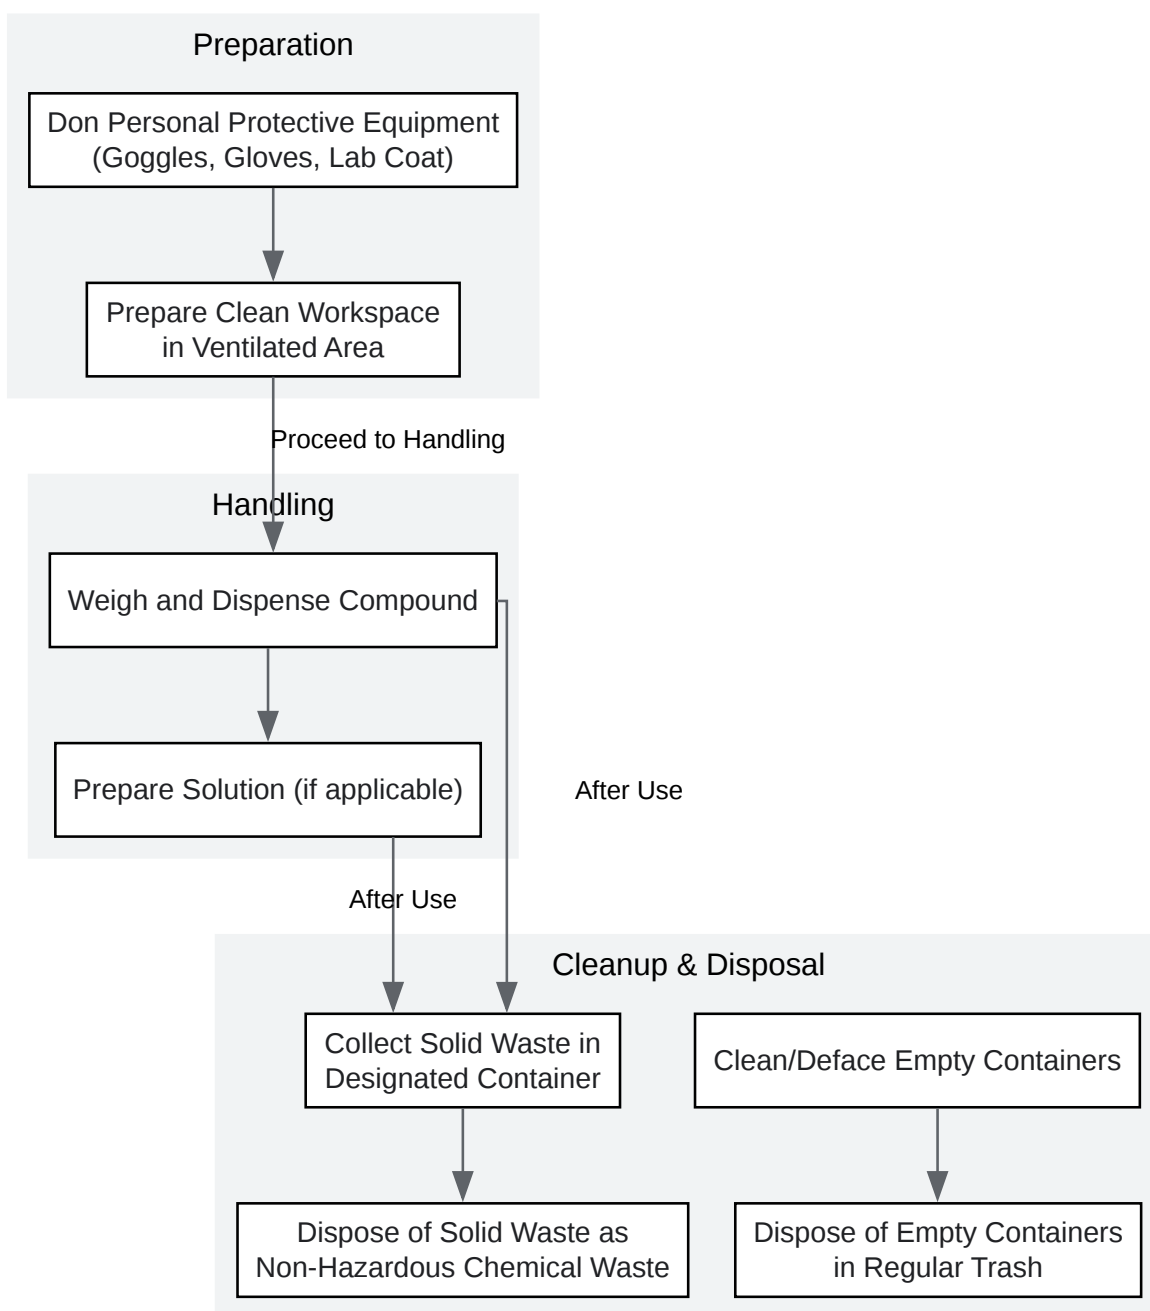 Preparation
Don Personal Protective Equipment
(Goggles, Gloves, Lab Coat)
Prepare Clean Workspace
in Ventilated Area
Proceed to Handling
Handling
Weigh and Dispense Compound
Prepare Solution (if applicable)
After Use
After Use
Cleanup & Disposal
Collect Solid Waste in
Designated Container
Clean/Deface Empty Containers
Dispose of Solid Waste as
Non-Hazardous Chemical Waste
Dispose of Empty Containers
in Regular Trash